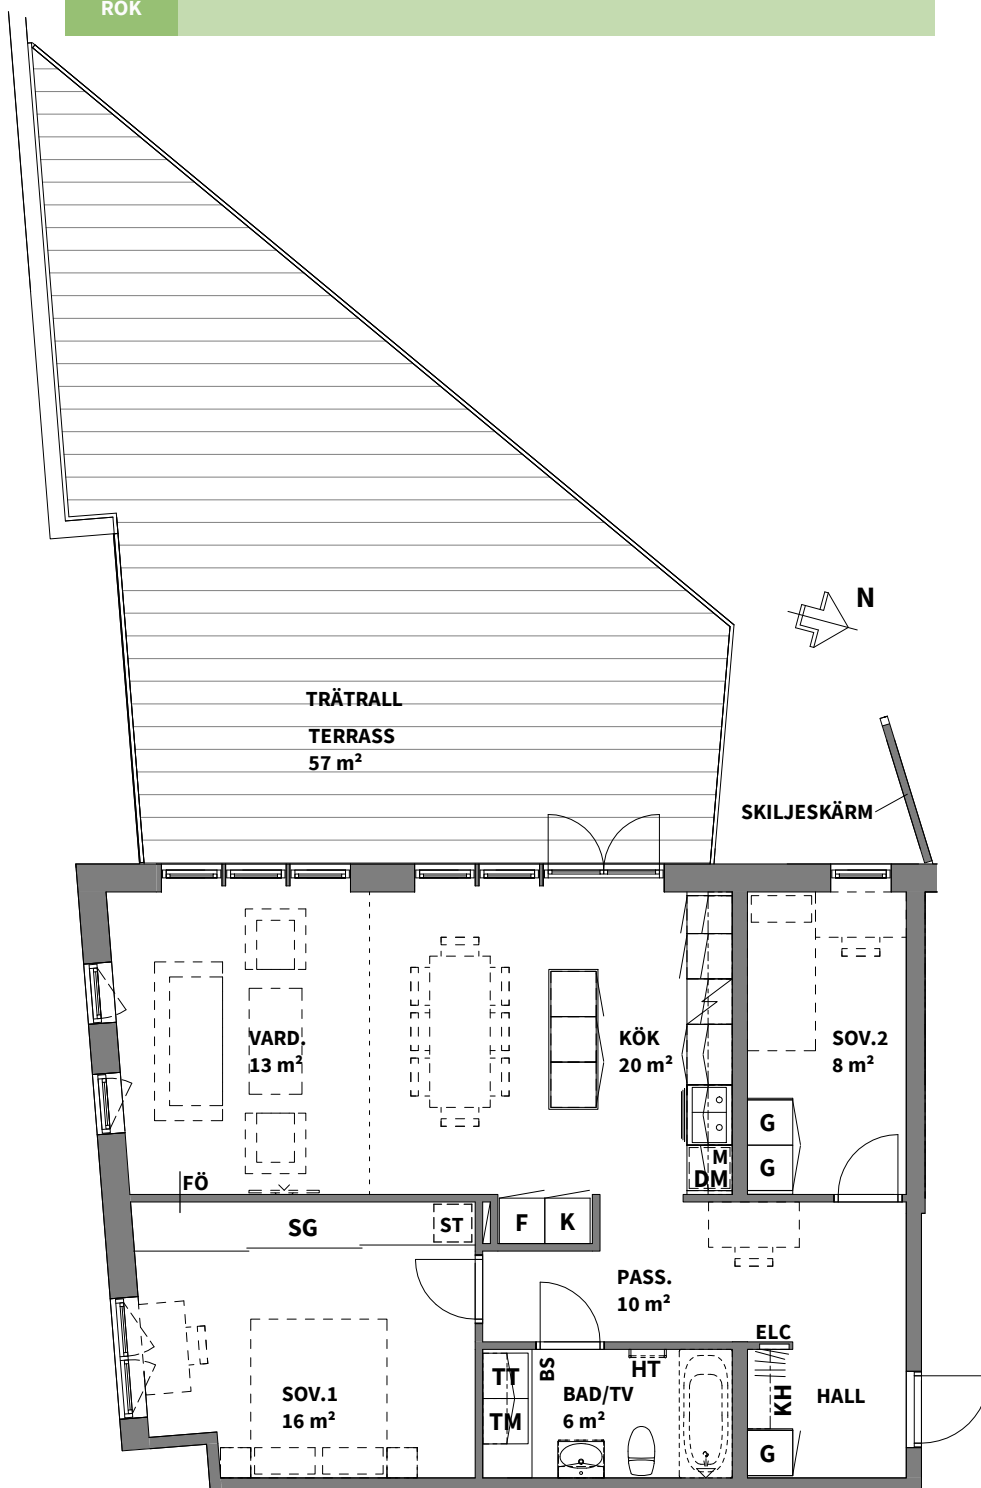 ROK
N
TRÄTRALL
TERRASS
57 m²
SKILJESKÄRM
VARD.
13 m²
KÖK
20 m²
SOV.2
8 m²
G
G
M
DM
FÖ
SG
ST
F
K
PASS.
10 m²
ELC
BS
HT
TT
TM
BAD/TV
6 m²
KH
HALL
G
SOV.1
16 m²